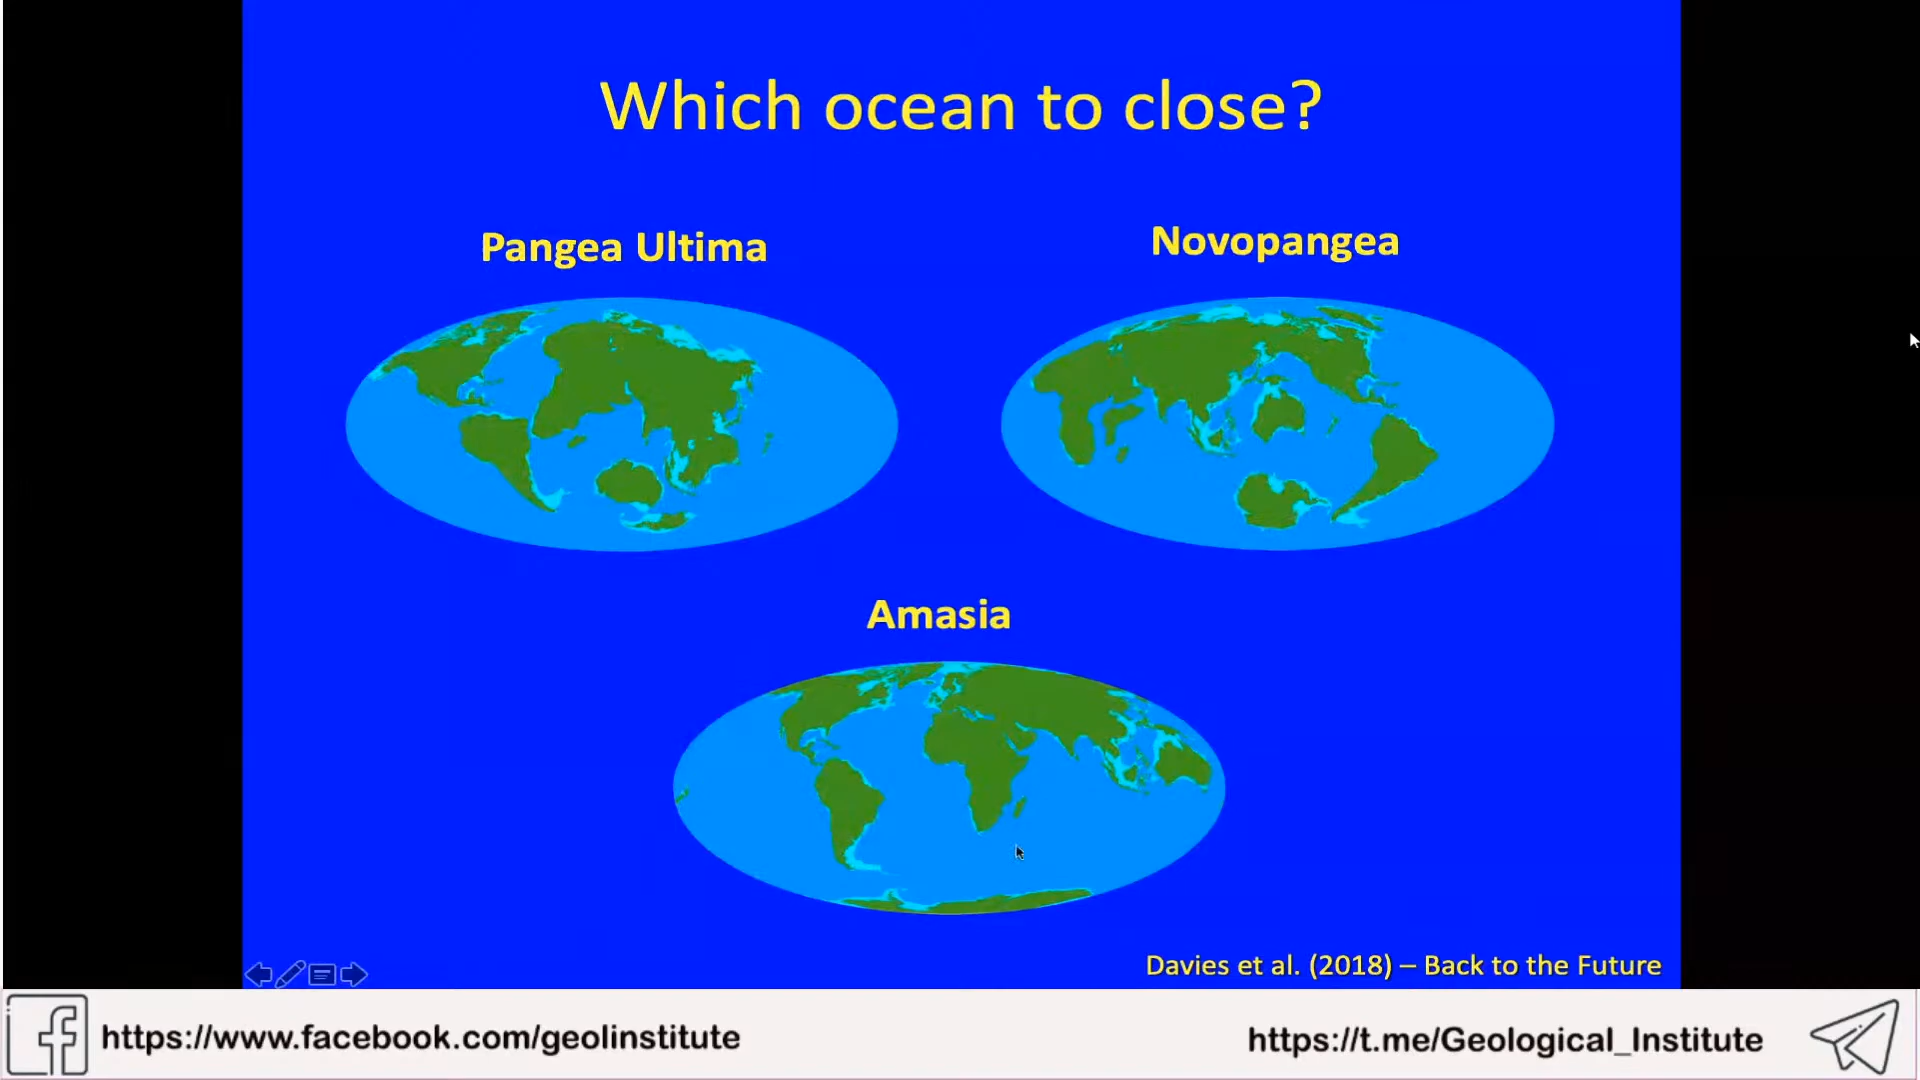 Which ocean to close?
Pangea Ultima
Novopangea
Amasia
Davies et al. (2018) – Back to the Future
https://www.facebook.com/geolinstitute
https://t.me/Geological_Institute